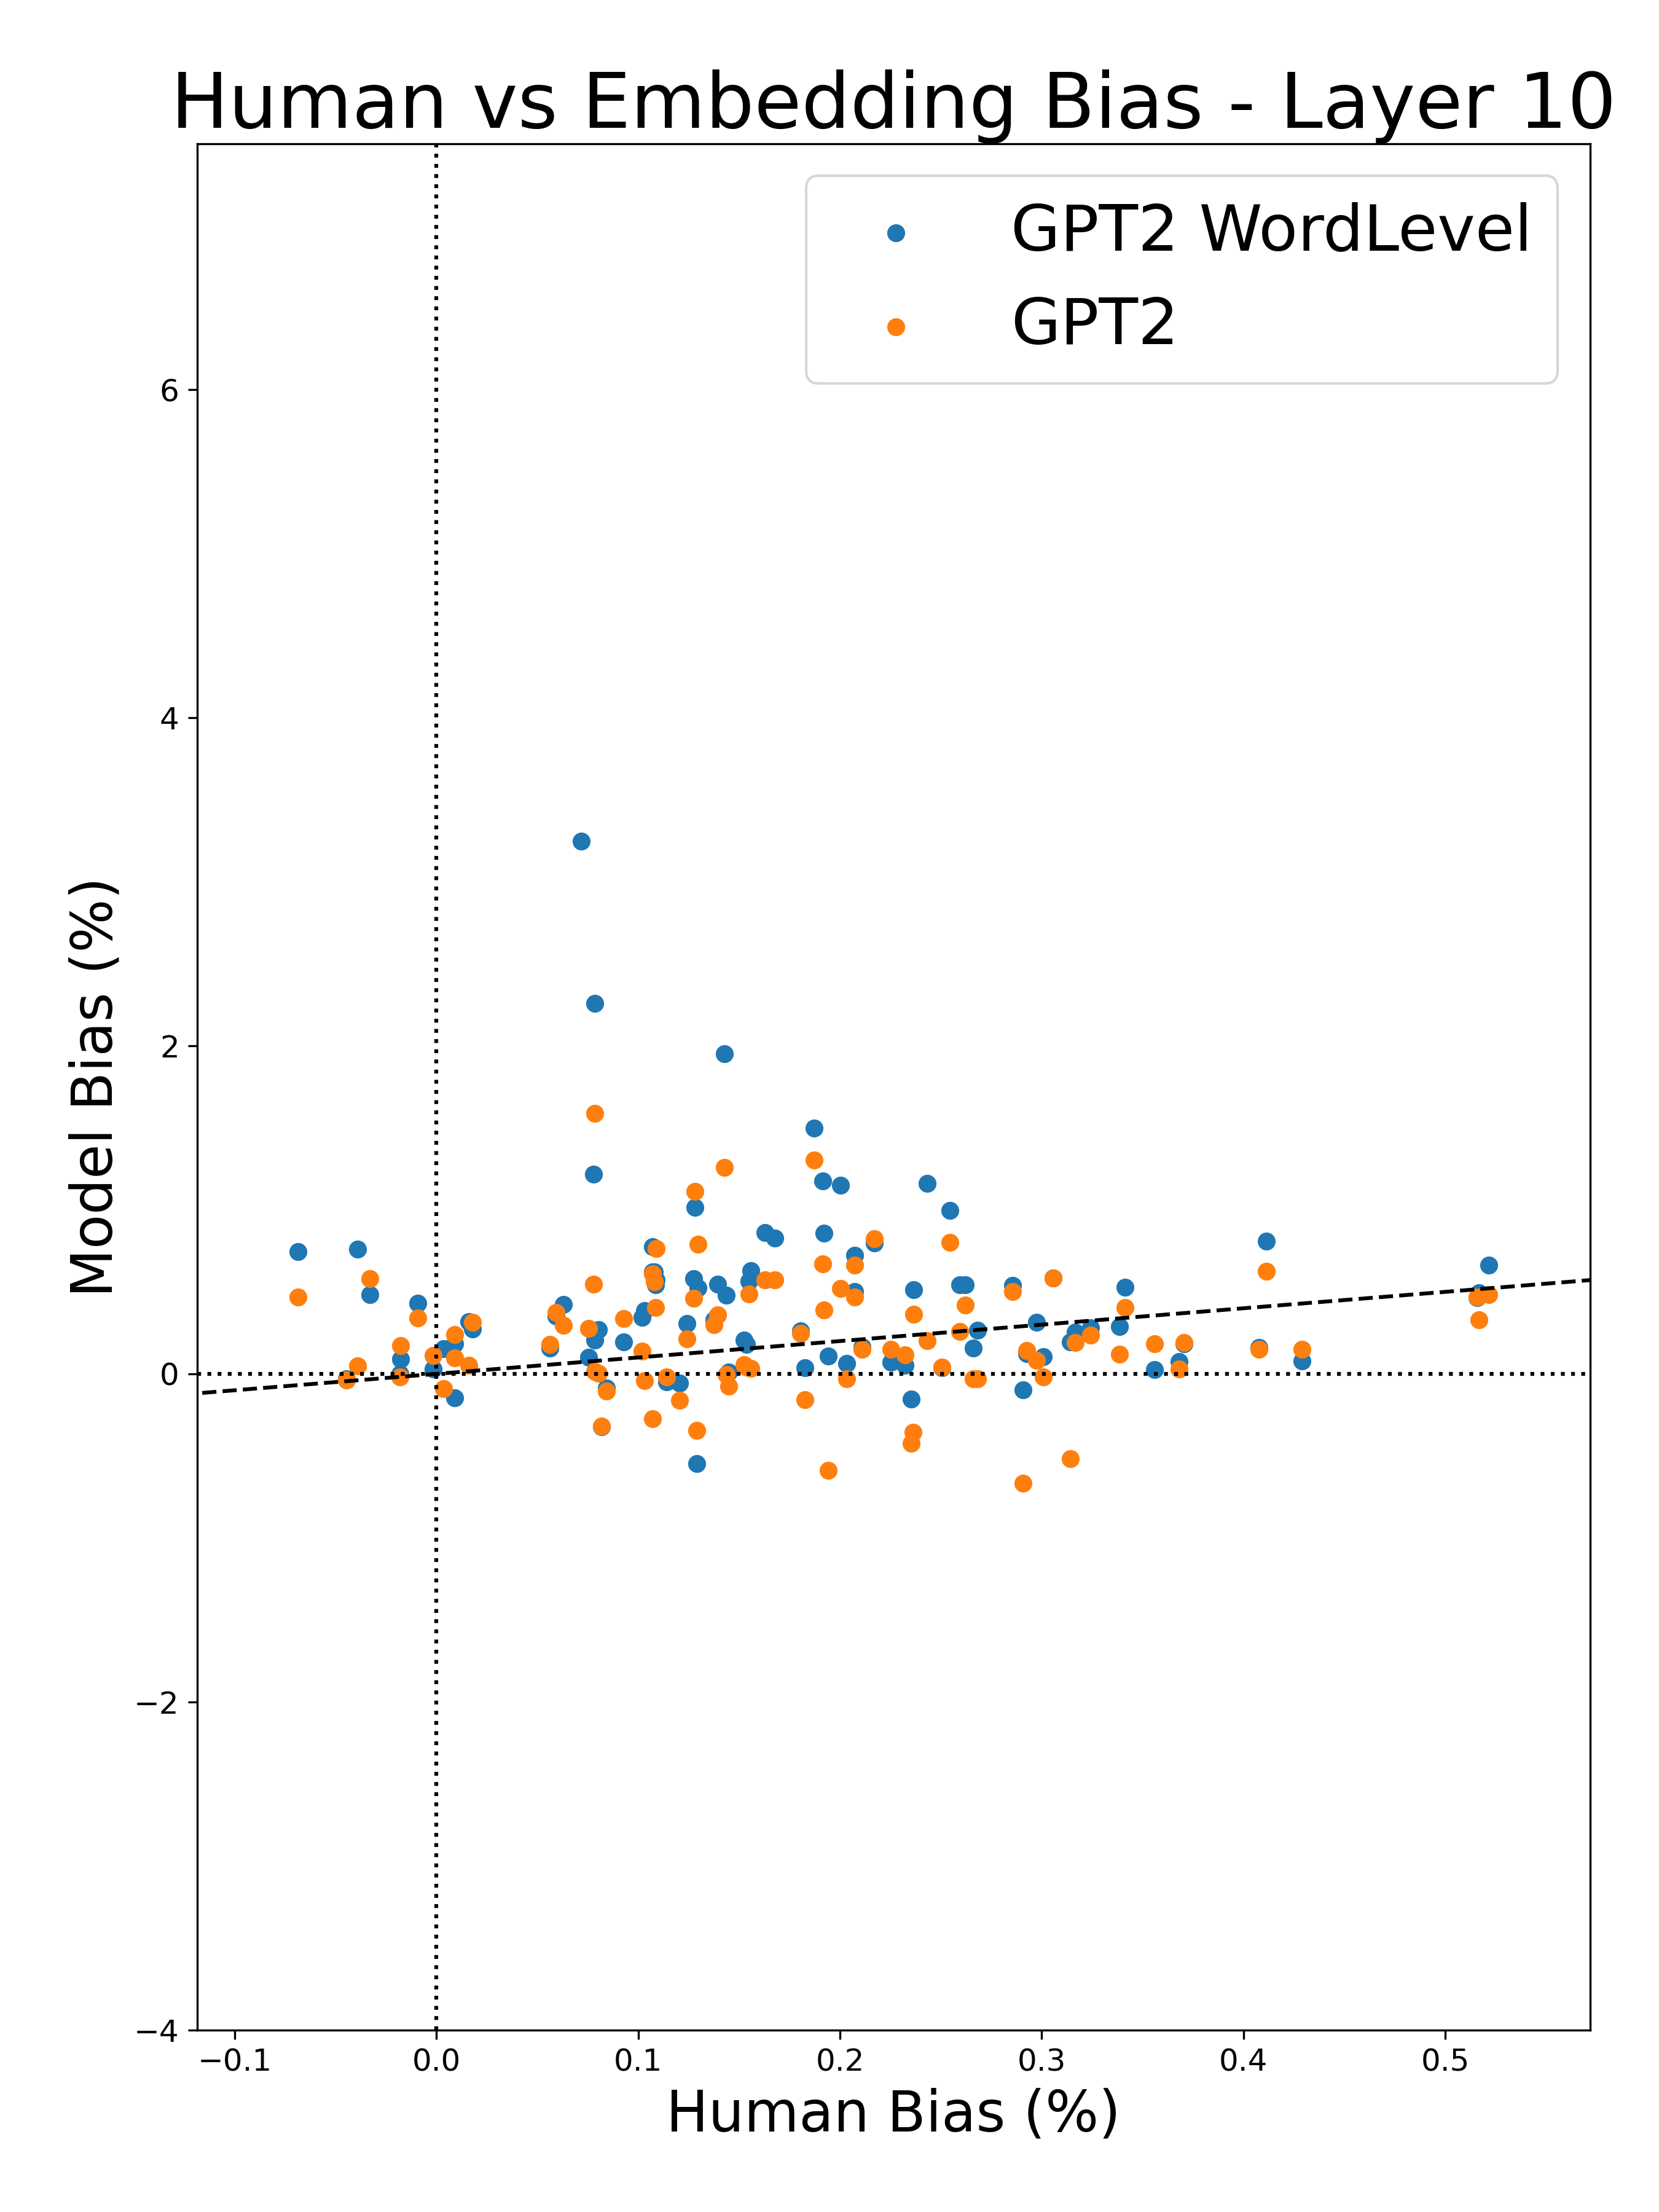 Human vs Embedding Bias - Layer 10
GPT2 WordLevel
GPT2
6
4
2
0
−2
−4
Model Bias (%)
−0.1 0.0 0.1 0.2 0.3 0.4 0.5
Human Bias (%)